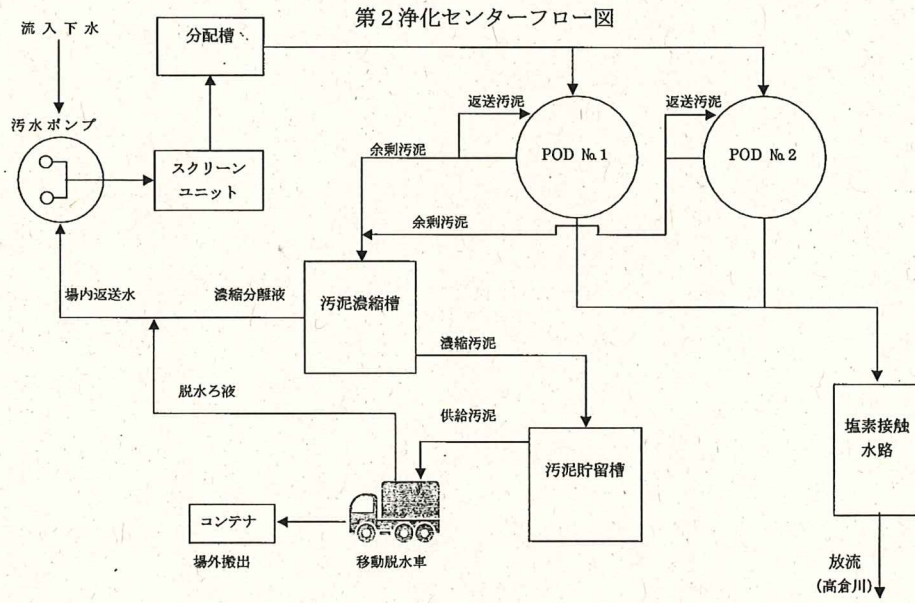 第２浄化センターフロー図
流入下水
分配槽
汚水ポンプ
スクリーン
ユニット
返送汚泥
返送汚泥
POD №1
POD №2
余剰汚泥
余剰汚泥
場内返送水
濃縮分離液
汚泥濃縮槽
濃縮汚泥
脱水ろ液
供給汚泥
汚泥貯留槽
塩素接触
水路
コンテナ
場外搬出
移動脱水車
放流
(高倉川)